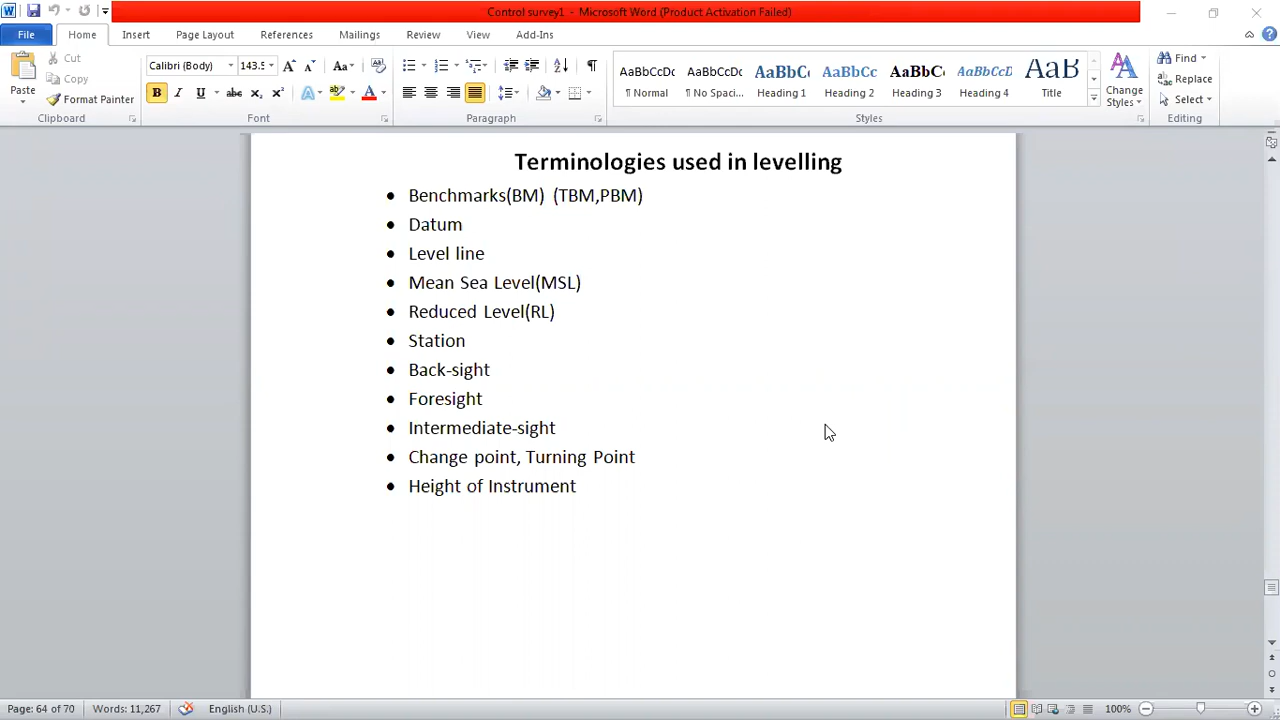 Control survey1 - Microsoft Word (Product Activation Failed)
File Home Insert Page Layout References Mailings Review View Add-Ins
Paste
Cut
Copy
Format Painter
Clipboard
Calibri (Body) 143.5
Font
Paragraph
AaBbCcDc AaBbCcDc AaBbC AaBbCc AaBbCc AaBbCcD AaB
¶ Normal ¶ No Spaci... Heading 1 Heading 2 Heading 3 Heading 4 Title
Change Styles
Styles
Find
Replace
Select
Editing
Terminologies used in levelling
• Benchmarks(BM) (TBM,PBM)
• Datum
• Level line
• Mean Sea Level(MSL)
• Reduced Level(RL)
• Station
• Back-sight
• Foresight
• Intermediate-sight
• Change point, Turning Point
• Height of Instrument
Page: 64 of 70 Words: 11,267 English (U.S.) 100%